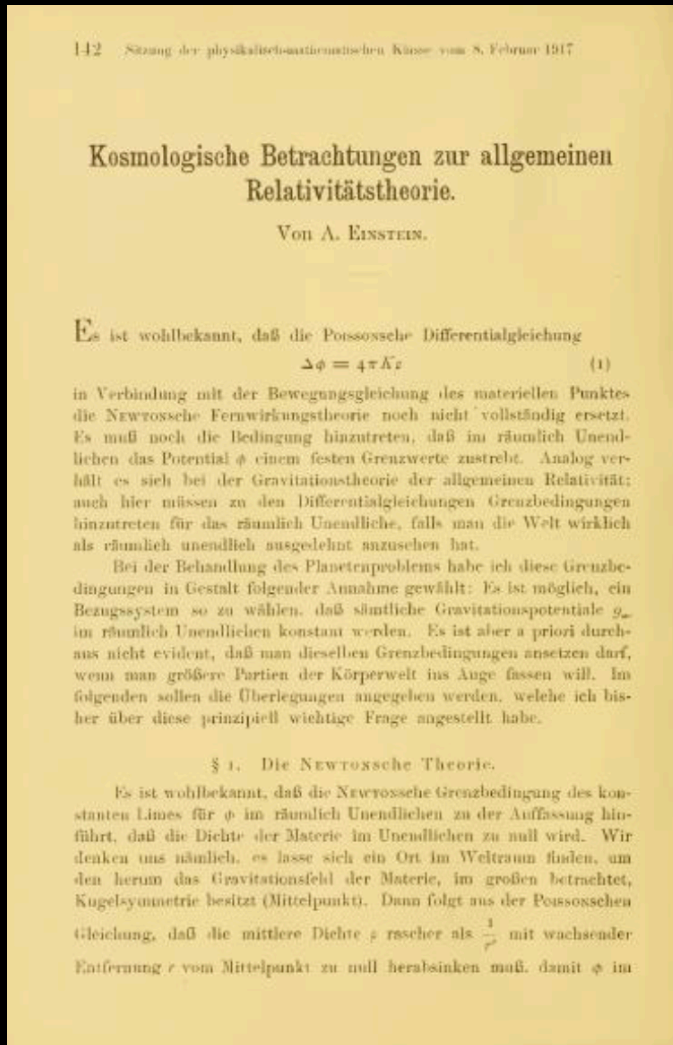 142 Sitzung der physikalisch-mathematischen Klasse vom 8. Februar 1917
Kosmologische Betrachtungen zur allgemeinen
Relativitätstheorie.
Von A. Einstein.
Es ist wohlbekannt, daß die Poissonsche Differentialgleichung
Δφ = 4πKρ (1)
in Verbindung mit der Bewegungsgleichung des materiellen Punktes
die Newtonsche Fernwirkungstheorie noch nicht vollständig ersetzt.
Es muß noch die Bedingung hinzutreten, daß im räumlich Unend-
lichen das Potential φ einem festen Grenzwerte zustrebt. Analog ver-
hält es sich bei der Gravitationstheorie der allgemeinen Relativität;
auch hier müssen zu den Differentialgleichungen Grenzbedingungen
hinzutreten für das räumlich Unendliche, falls man die Welt wirklich
als räumlich unendlich ausgedehnt anzusehen hat.
Bei der Behandlung des Planetenproblems habe ich diese Grenzbe-
dingungen in Gestalt folgender Annahme gewählt: Es ist möglich, ein
Bezugssystem so zu wählen, daß sämtliche Gravitationspotentiale
im räumlich Unendlichen konstant werden. Es ist aber a priori durch-
aus nicht evident, daß man dieselben Grenzbedingungen ansetzen darf,
wenn man größere Partien der Körperwelt ins Auge fassen will. Im
folgenden sollen die Überlegungen angegeben werden, welche ich bis-
her über diese prinzipiell wichtige Frage angestellt habe.
§ 1. Die Newtonsche Theorie.
Es ist wohlbekannt, daß die Newtonsche Grenzbedingung des kon-
stanten Limes für φ im räumlich Unendlichen zu der Auffassung hin-
führt, daß die Dichte der Materie im Unendlichen zu null wird. Wir
denken uns nämlich, es lasse sich ein Ort im Weltraum finden, um
den herum das Gravitationsfeld der Materie, im großen betrachtet,
Kugelsymmetrie besitzt (Mittelpunkt). Dann folgt aus der Poissonschen
Gleichung, daß die mittlere Dichte ρ rascher als 1/r² mit wachsender
Entfernung r vom Mittelpunkt zu null herabsinken muß, damit φ im